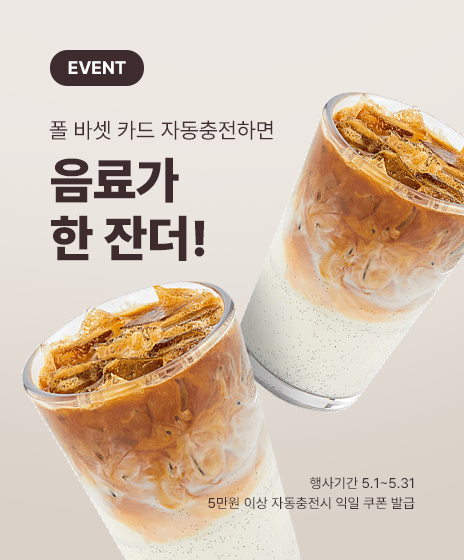 EVENT
폴 바셋 카드 자동충전하면
음료가
한 잔더!
행사기간 5.1~5.31
5만원 이상 자동충전시 익일 쿠폰 발급